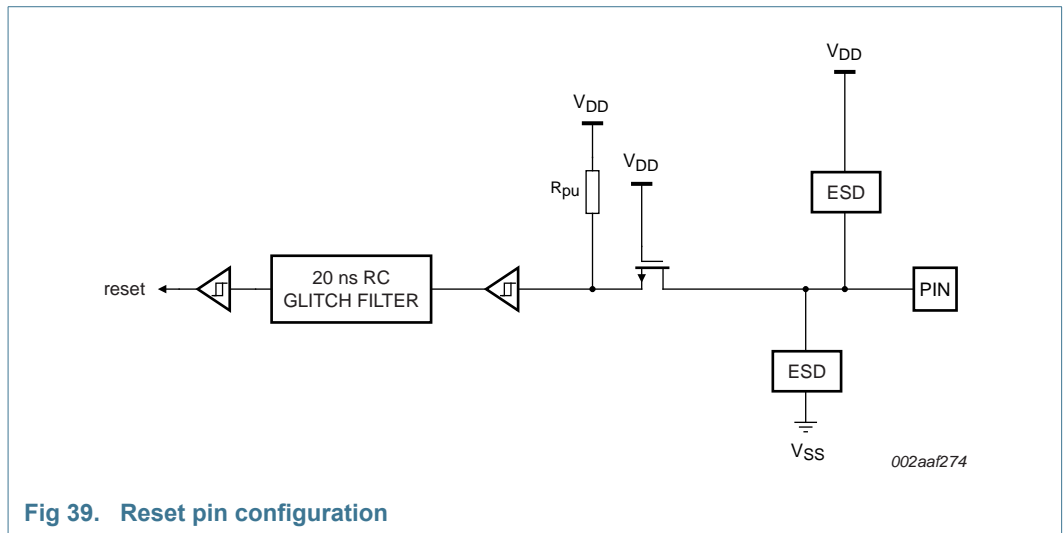 VDD
VDD
VDD
Rpu
ESD
reset
20 ns RC
GLITCH FILTER
PIN
ESD
VSS
002aaf274
Fig 39. Reset pin configuration